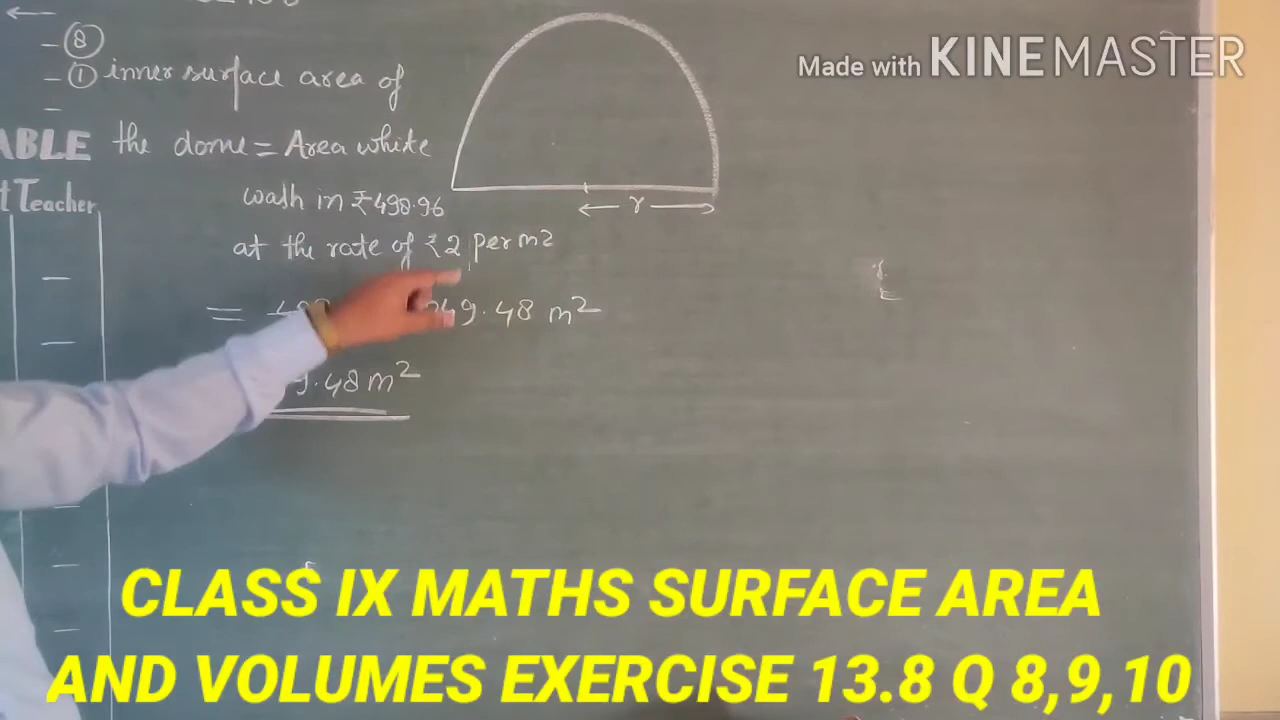 Made with KINEMASTER
8
① inner surface area of
the dome = Area white
wash in ₹498.96
at the rate of ₹2 per m2
ABLE
t Teacher
r
= 49.48 m²
9.48 m²
CLASS IX MATHS SURFACE AREA
AND VOLUMES EXERCISE 13.8 Q 8,9,10